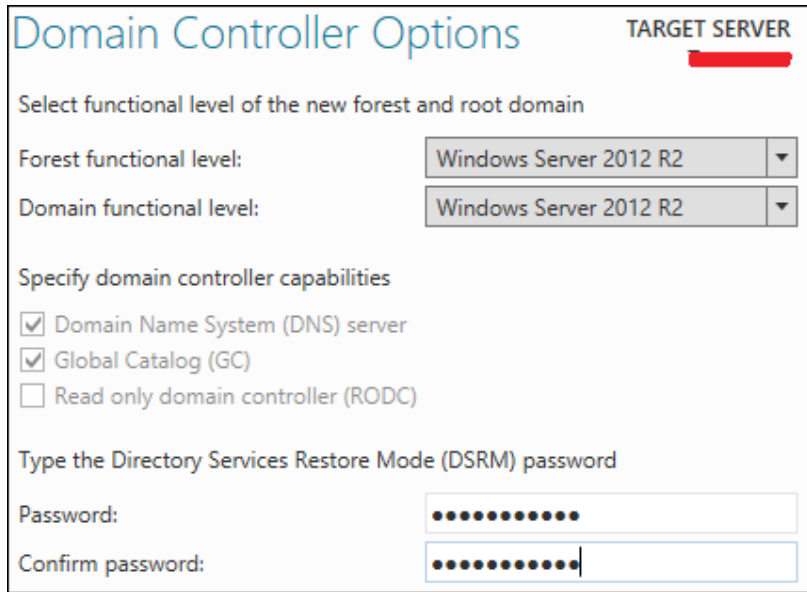 Domain Controller Options
TARGET SERVER
Select functional level of the new forest and root domain
Forest functional level: Windows Server 2012 R2
Domain functional level: Windows Server 2012 R2
Specify domain controller capabilities
Domain Name System (DNS) server
Global Catalog (GC)
Read only domain controller (RODC)
Type the Directory Services Restore Mode (DSRM) password
Password: •••••••••••
Confirm password: •••••••••••